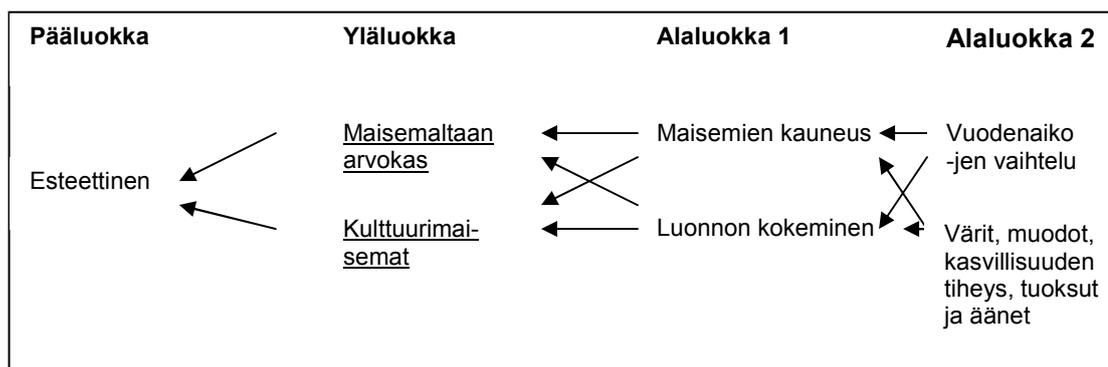 Pääluokka
Yläluokka
Alaluokka 1
Alaluokka 2
Esteettinen
Maisemaltaan
arvokas
Kulttuurimai-
semat
Maisemien kauneus
Luonnon kokeminen
Vuodenaiko
-jen vaihtelu
Värit, muodot,
kasvillisuuden
tiheys, tuoksut
ja äänet